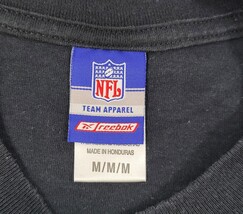 NFL
TEAM APPAREL
Reebok
MADE IN HONDURAS
M/M/M